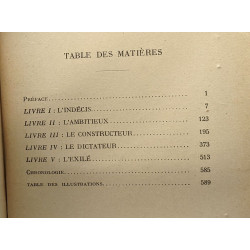 TABLE DES MATIÈRES
PRÉFACE 1
LIVRE I : L'INDÉCIS 7
LIVRE II : L'AMBITIEUX 123
LIVRE III : LE CONSTRUCTEUR 195
LIVRE IV : LE DICTATEUR 373
LIVRE V : L'EXILÉ 513
CHRONOLOGIE 585
TABLE DES ILLUSTRATIONS 589